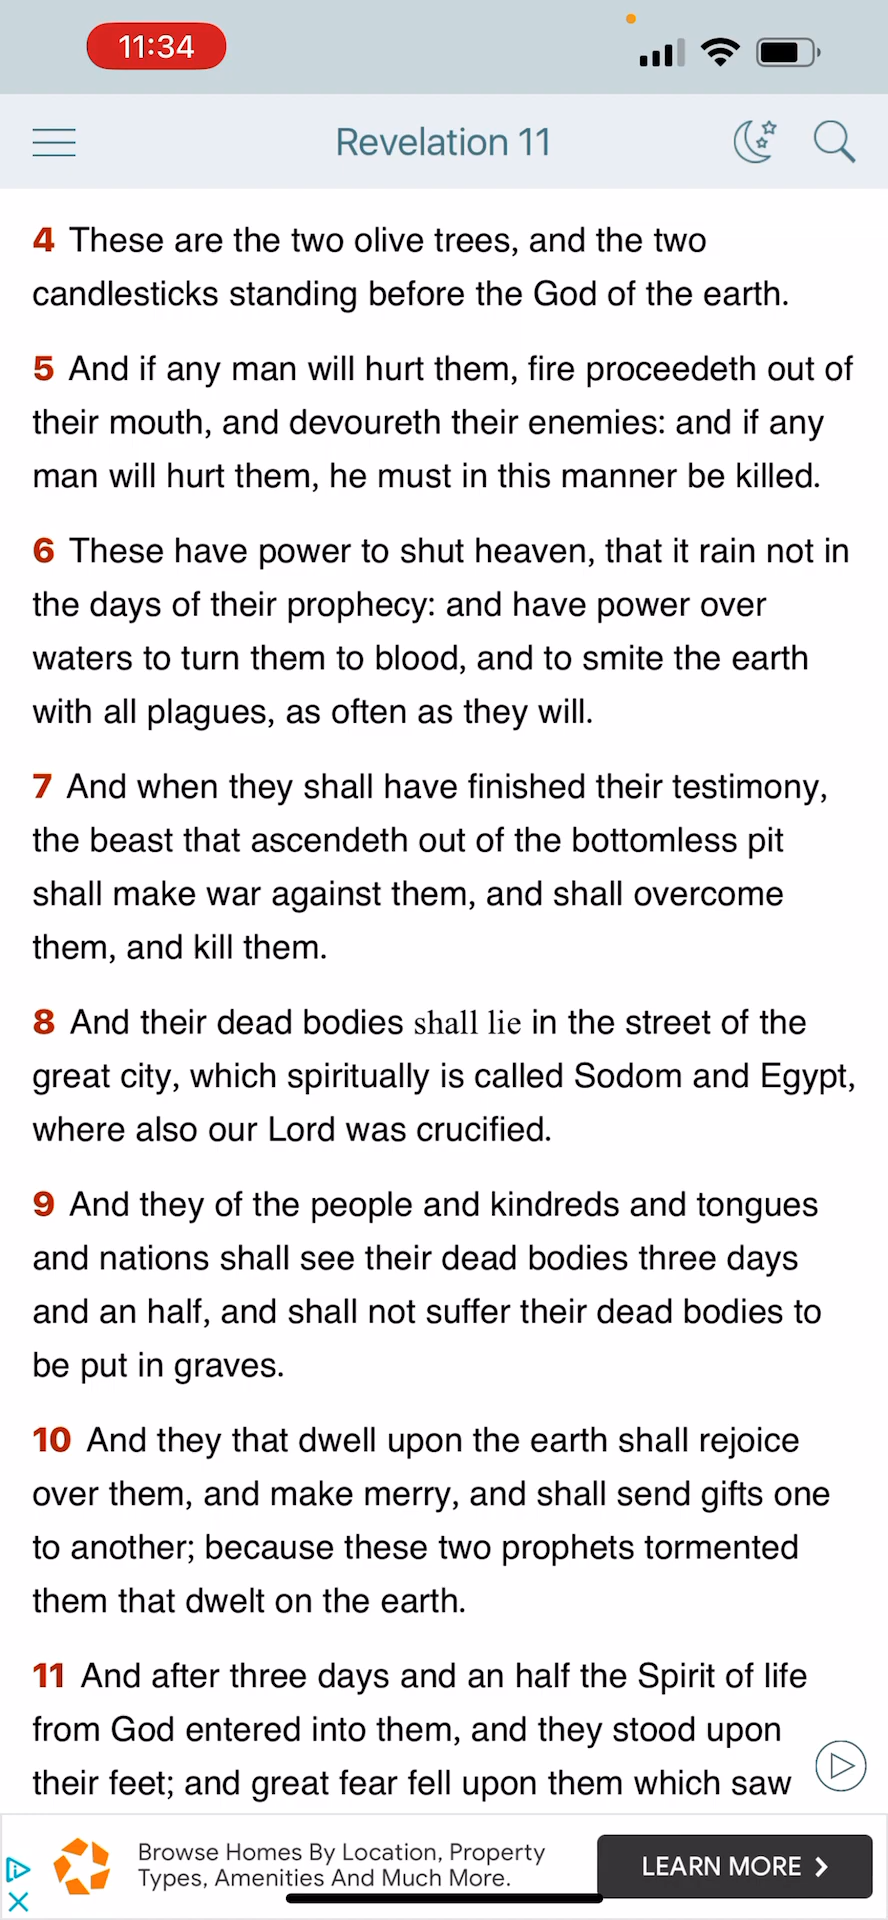 11:34
Revelation 11
4 These are the two olive trees, and the two
candlesticks standing before the God of the earth.
5 And if any man will hurt them, fire proceedeth out of
their mouth, and devoureth their enemies: and if any
man will hurt them, he must in this manner be killed.
6 These have power to shut heaven, that it rain not in
the days of their prophecy: and have power over
waters to turn them to blood, and to smite the earth
with all plagues, as often as they will.
7 And when they shall have finished their testimony,
the beast that ascendeth out of the bottomless pit
shall make war against them, and shall overcome
them, and kill them.
8 And their dead bodies shall lie in the street of the
great city, which spiritually is called Sodom and Egypt,
where also our Lord was crucified.
9 And they of the people and kindreds and tongues
and nations shall see their dead bodies three days
and an half, and shall not suffer their dead bodies to
be put in graves.
10 And they that dwell upon the earth shall rejoice
over them, and make merry, and shall send gifts one
to another; because these two prophets tormented
them that dwelt on the earth.
11 And after three days and an half the Spirit of life
from God entered into them, and they stood upon
their feet; and great fear fell upon them which saw
Browse Homes By Location, Property
Types, Amenities And Much More.
LEARN MORE